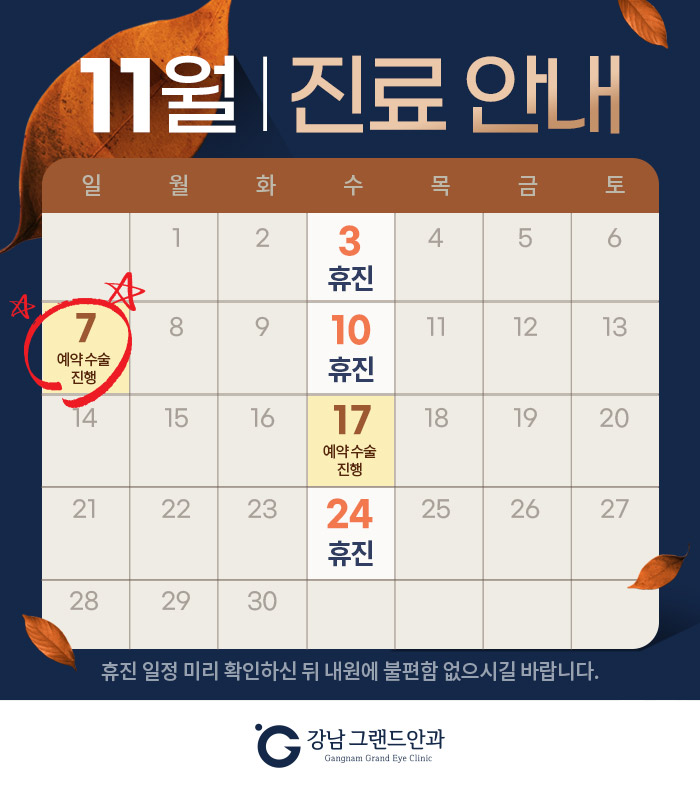 11월 | 진료 안내
일 월 화 수 목 금 토
1 2 3 4 5 6
휴진
7 8 9 10 11 12 13
예약 수술 휴진
진행
14 15 16 17 18 19 20
예약 수술
진행
21 22 23 24 25 26 27
휴진
28 29 30
휴진 일정 미리 확인하신 뒤 내원에 불편함 없으시길 바랍니다.
강남 그랜드안과
Gangnam Grand Eye Clinic